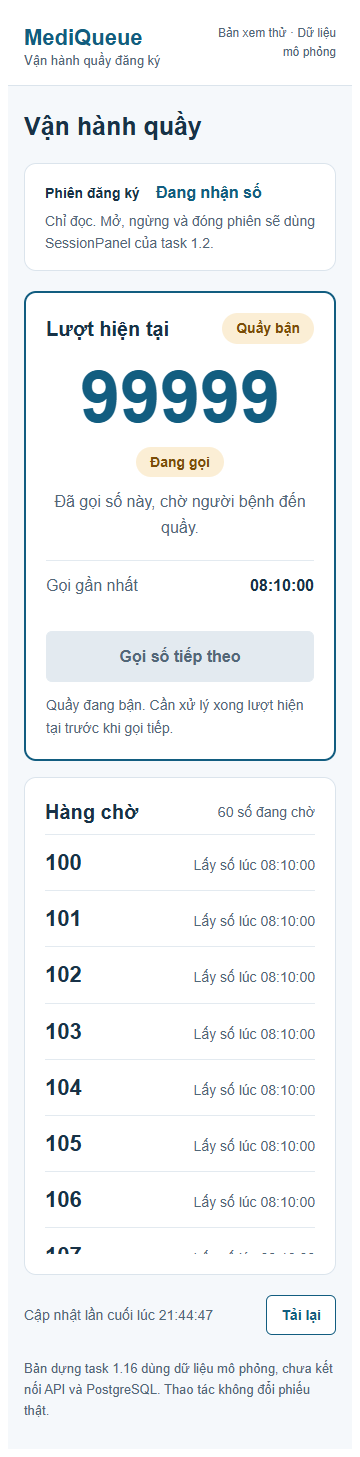 MediQueue
Vận hành quầy đăng ký
Bản xem thử · Dữ liệu
mô phỏng
Vận hành quầy
Phiên đăng ký Đang nhận số
Chỉ đọc. Mở, ngừng và đóng phiên sẽ dùng
SessionPanel của task 1.2.
Lượt hiện tại Quầy bận
99999
Đang gọi
Đã gọi số này, chờ người bệnh đến
quầy.
Gọi gần nhất 08:10:00
Gọi số tiếp theo
Quầy đang bận. Cần xử lý xong lượt hiện
tại trước khi gọi tiếp.
Hàng chờ 60 số đang chờ
100 Lấy số lúc 08:10:00
101 Lấy số lúc 08:10:00
102 Lấy số lúc 08:10:00
103 Lấy số lúc 08:10:00
104 Lấy số lúc 08:10:00
105 Lấy số lúc 08:10:00
106 Lấy số lúc 08:10:00
Cập nhật lần cuối lúc 21:44:47 Tải lại
Bản dựng task 1.16 dùng dữ liệu mô phỏng, chưa kết
nối API và PostgreSQL. Thao tác không đổi phiếu
thật.